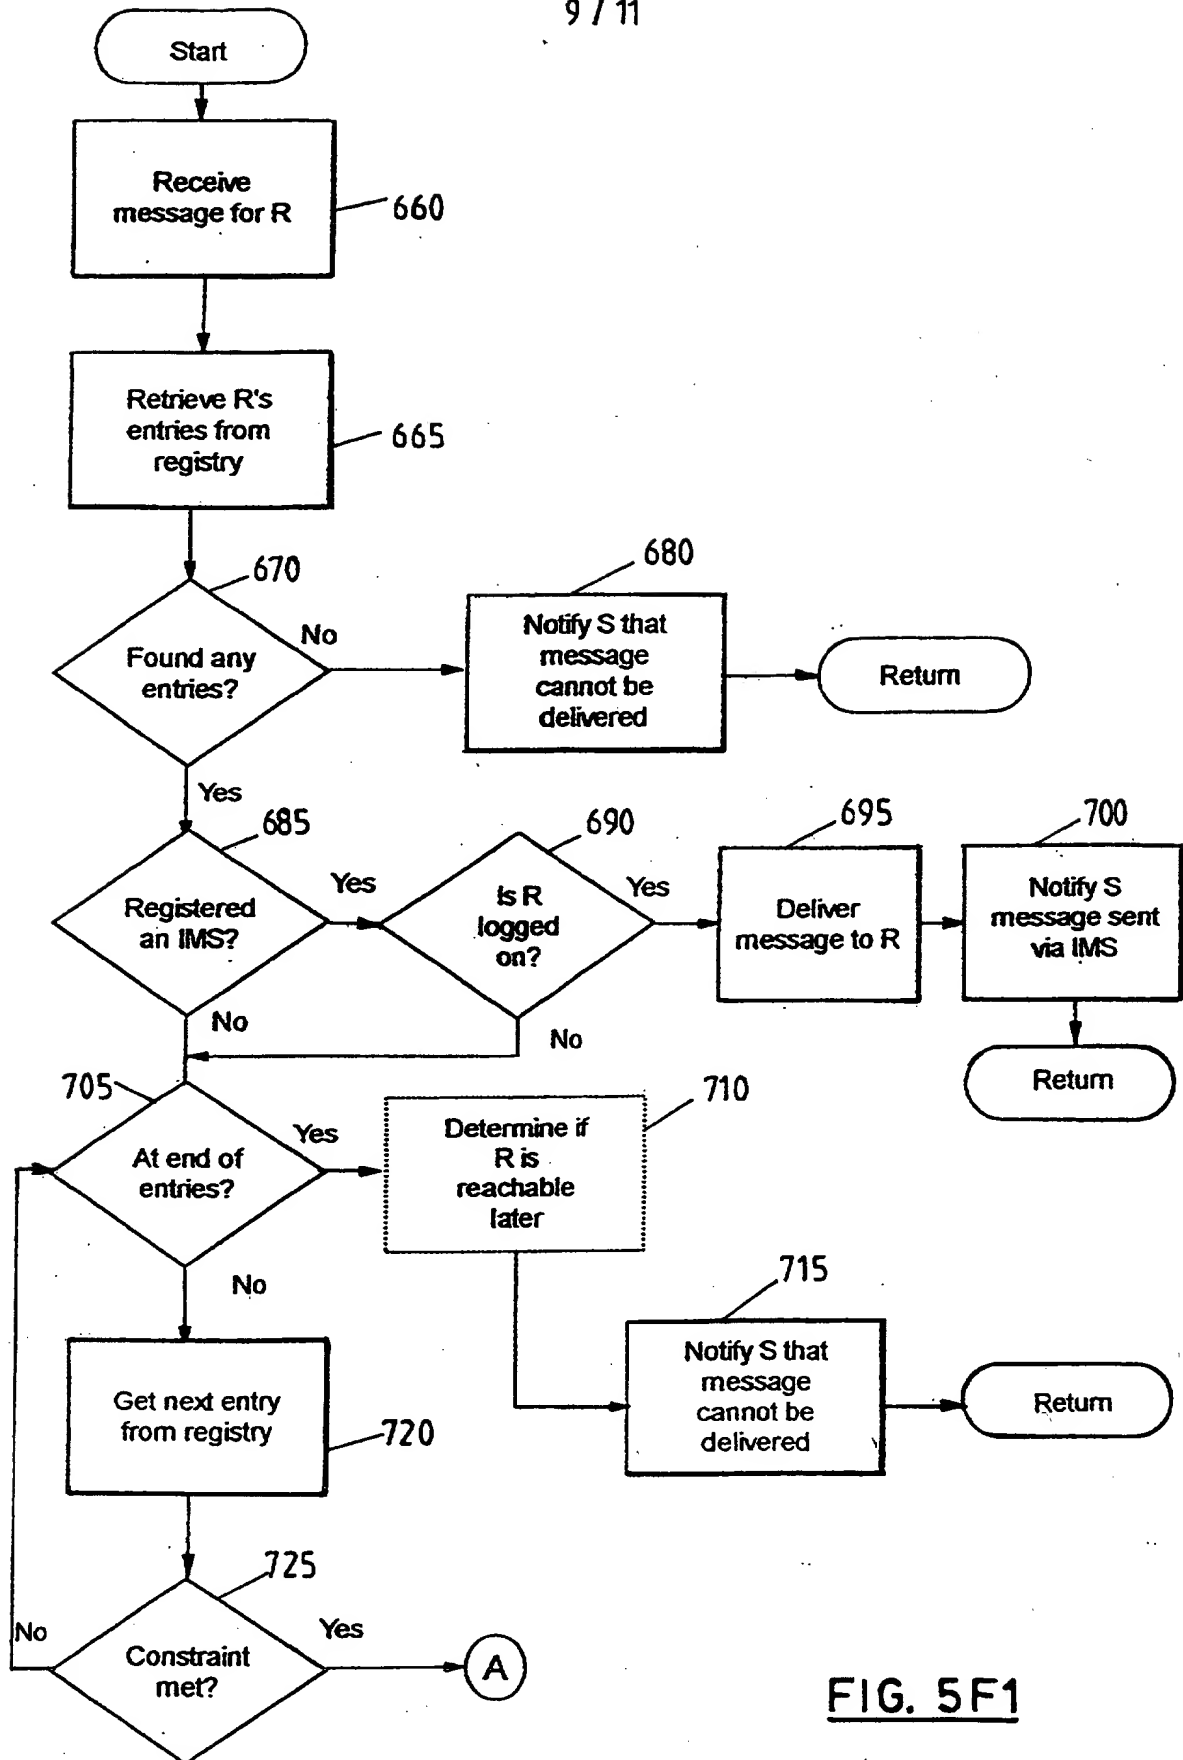 9 / 11
Start
Receive
message for R
660
Retrieve R's
entries from
registry
665
670
Found any
entries?
No
680
Notify S that
message
cannot be
delivered
Return
Yes
685
Registered
an IMS?
Yes
690
Is R
logged
on?
Yes
695
Deliver
message to R
700
Notify S
message sent
via IMS
Return
No
No
705
At end of
entries?
Yes
710
Determine if
R is
reachable
later
715
Notify S that
message
cannot be
delivered
Return
No
Get next entry
from registry
720
725
Constraint
met?
No
Yes
A
FIG. 5F1